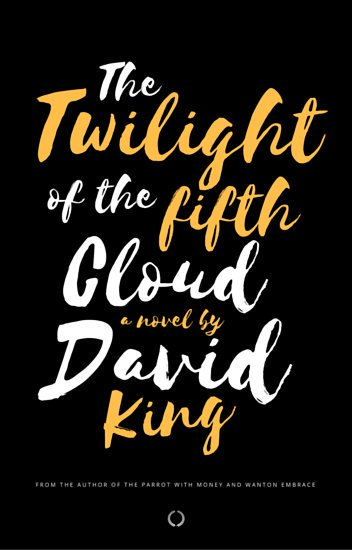 The
Twilight
of the fifth
Cloud
a novel by
David
King
FROM THE AUTHOR OF THE PARROT WITH MONEY AND WANTON EMBRACE